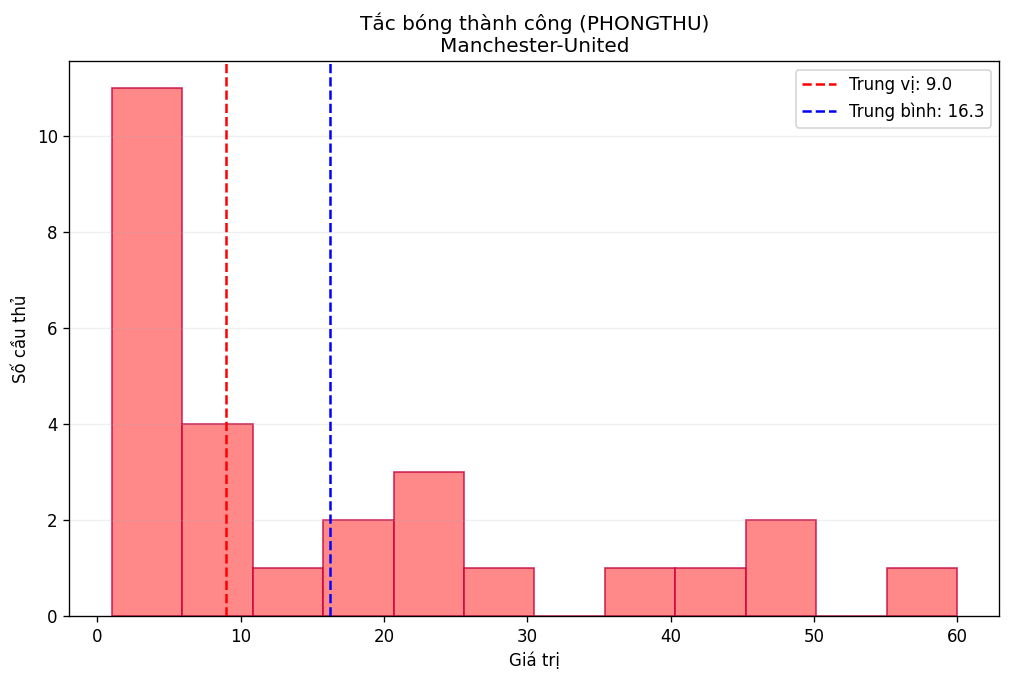 Tắc bóng thành công (PHONGTHU)
Manchester-United
Trung vị: 9.0
Trung bình: 16.3
Số cầu thủ
10
8
6
4
2
0
0
10
20
30
40
50
60
Giá trị